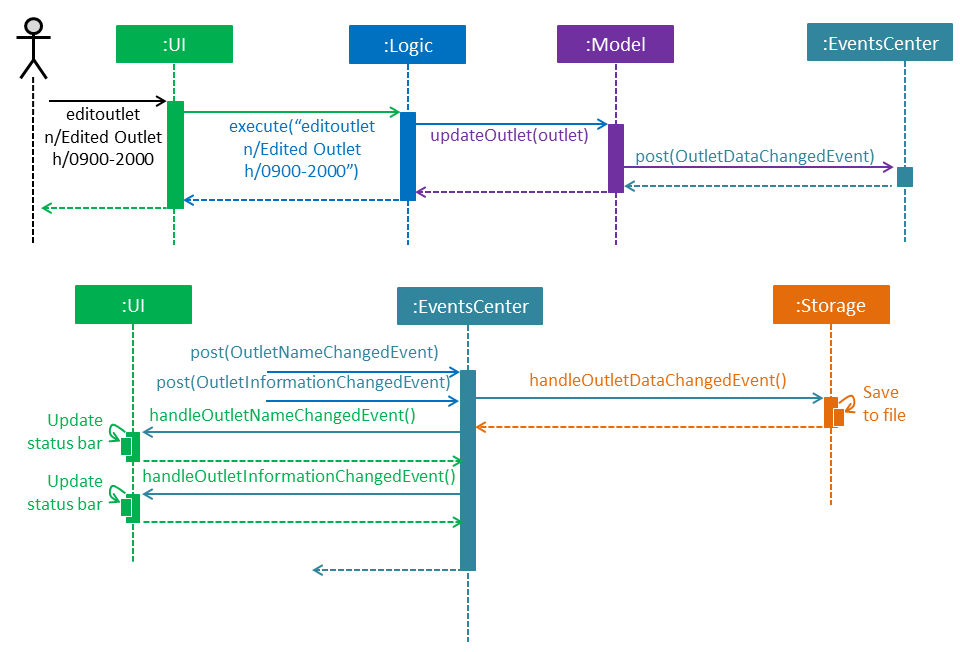 :UI
:Logic
:Model
:EventsCenter
editoutlet
n/Edited Outlet
h/0900-2000
execute(“editoutlet
n/Edited Outlet
h/0900-2000”)
updateOutlet(outlet)
post(OutletDataChangedEvent)
:UI
:EventsCenter
:Storage
post(OutletNameChangedEvent)
post(OutletInformationChangedEvent)
handleOutletDataChangedEvent()
Save
to file
handleOutletNameChangedEvent()
Update
status bar
handleOutletInformationChangedEvent()
Update
status bar